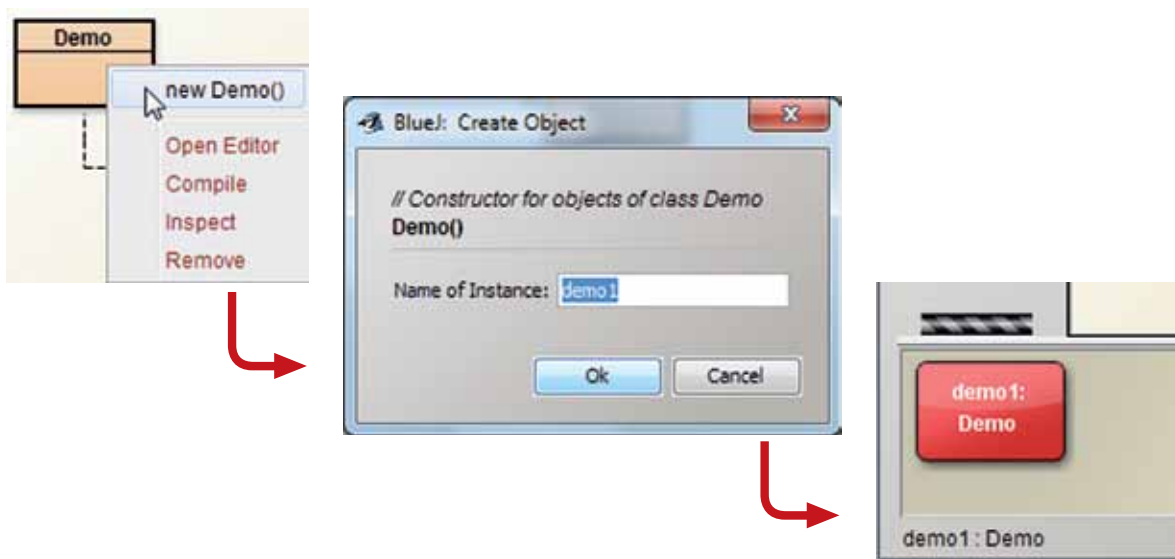 Demo
new Demo()
Open Editor
Compile
Inspect
Remove
BlueJ: Create Object
x
// Constructor for objects of class Demo
Demo()
Name of Instance: demo1
Ok Cancel
demo1:
Demo
demo1 : Demo